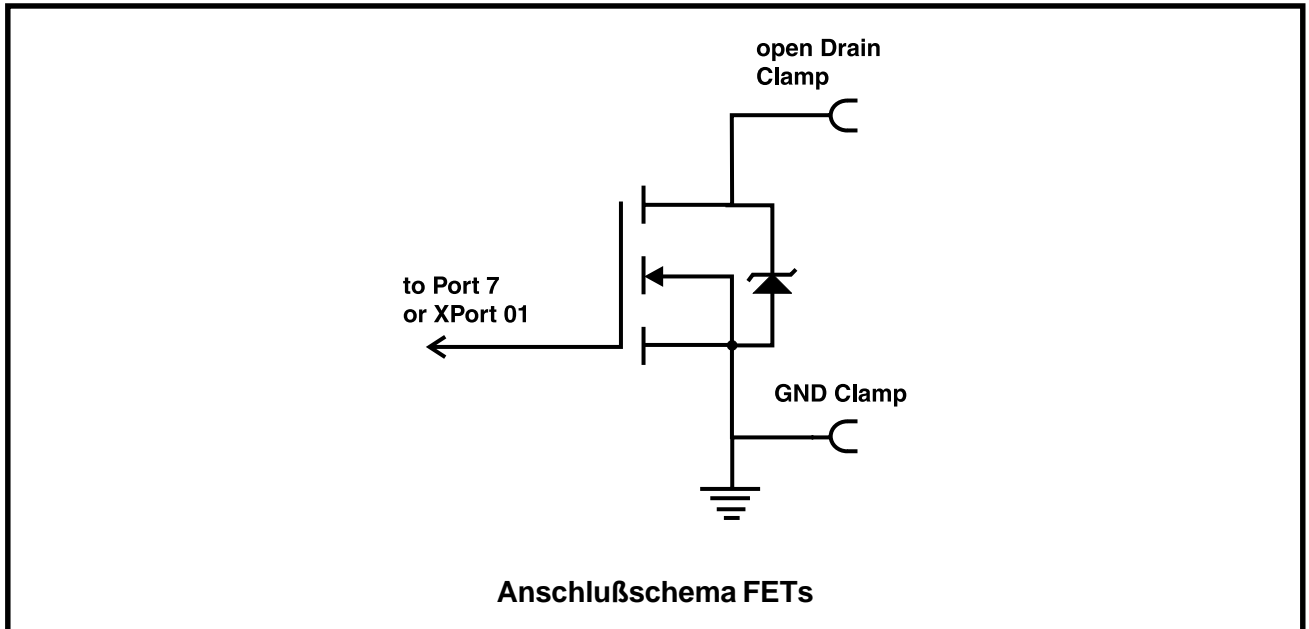 open Drain
Clamp
to Port 7
or XPort 01
GND Clamp
Anschlußschema FETs